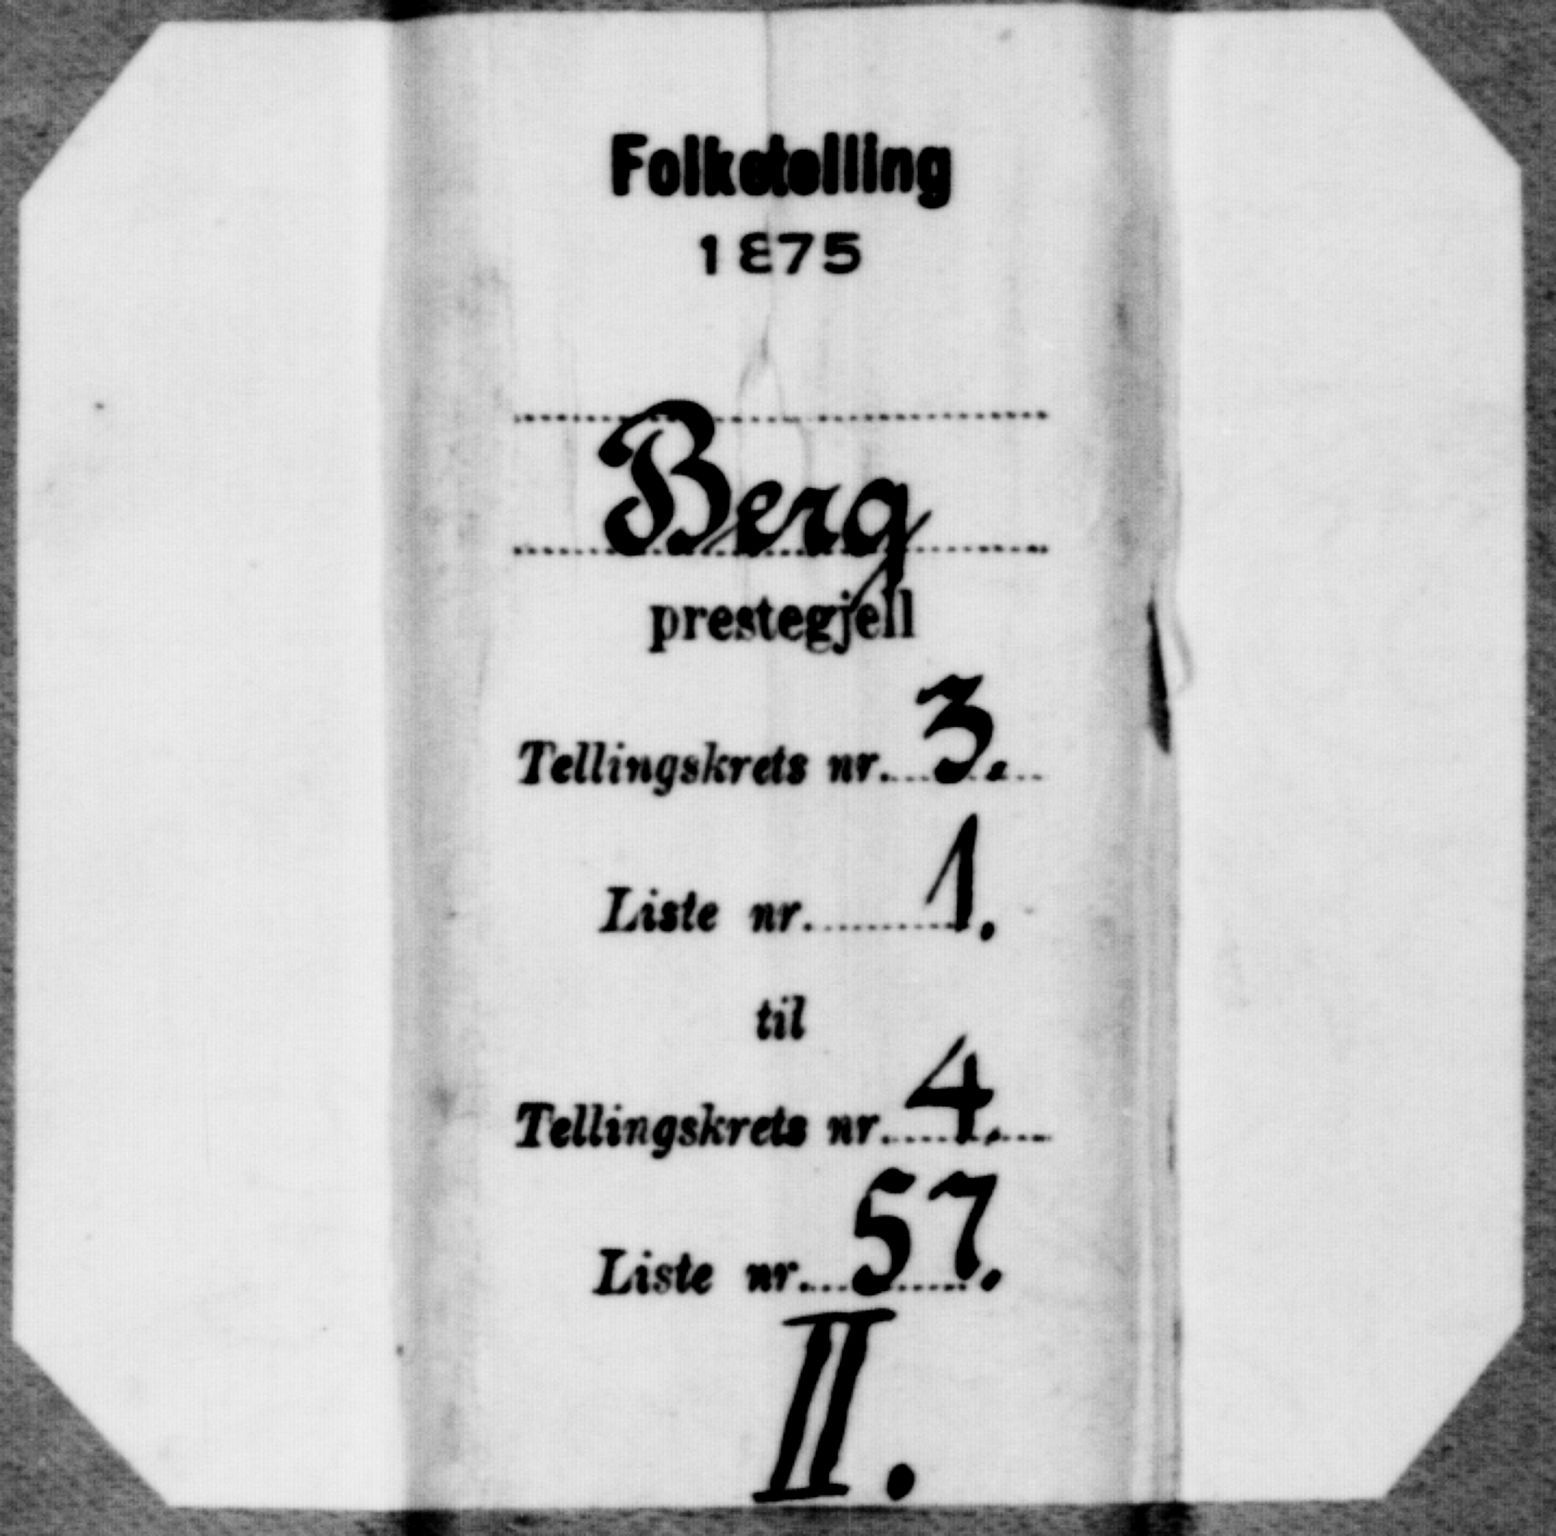 Folketelling
1875
Berg
prestegjell
Tellingskrets nr. 3.
Liste nr. 1.
til
Tellingskrets nr. 4.
Liste nr. 57.
II.